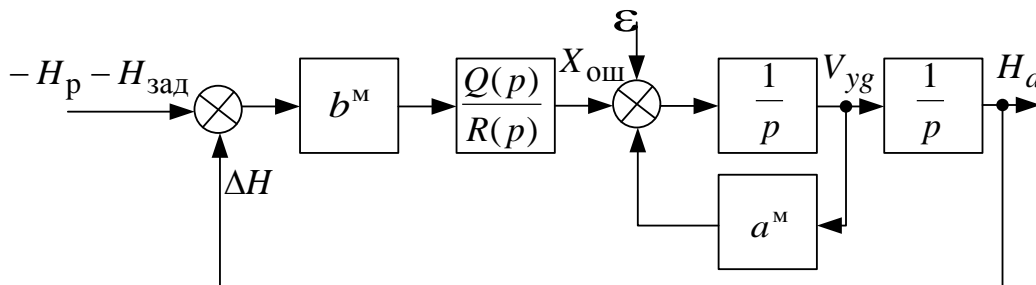 − H_р − H_зад
b^м
Q(p)
R(p)
X_ош
ε
1
p
V_yg
1
p
H_a
ΔH
a^м